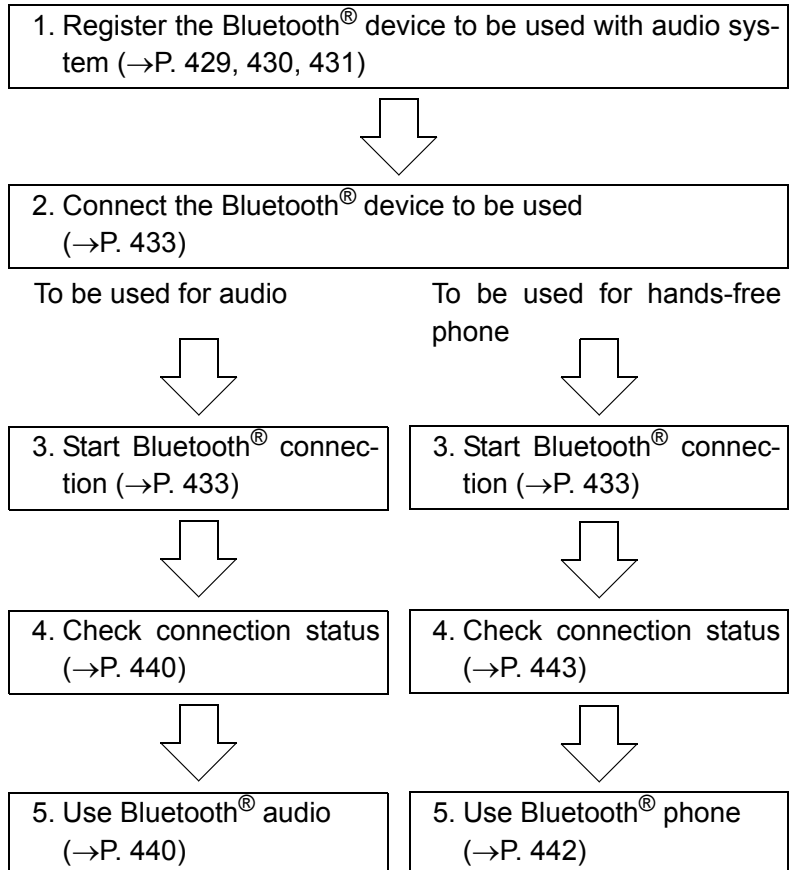 1. Register the Bluetooth® device to be used with audio sys-
tem (→P. 429, 430, 431)
2. Connect the Bluetooth® device to be used
(→P. 433)
To be used for audio
To be used for hands-free
phone
3. Start Bluetooth® connec-
tion (→P. 433)
3. Start Bluetooth® connec-
tion (→P. 433)
4. Check connection status
(→P. 440)
4. Check connection status
(→P. 443)
5. Use Bluetooth® audio
(→P. 440)
5. Use Bluetooth® phone
(→P. 442)